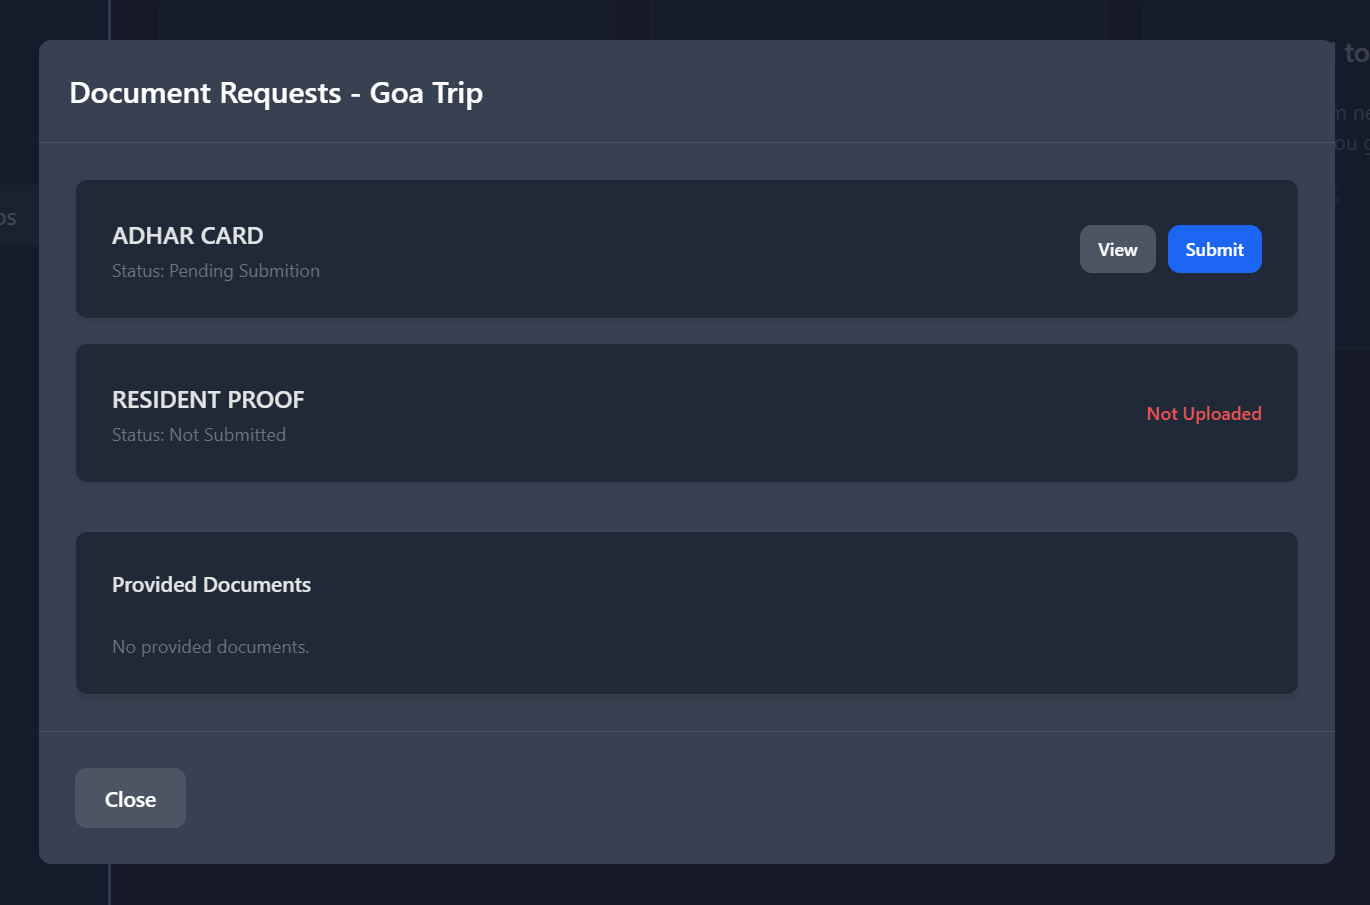 Document Requests - Goa Trip
ADHAR CARD
Status: Pending Submition
View
Submit
RESIDENT PROOF
Status: Not Submitted
Not Uploaded
Provided Documents
No provided documents.
Close
to